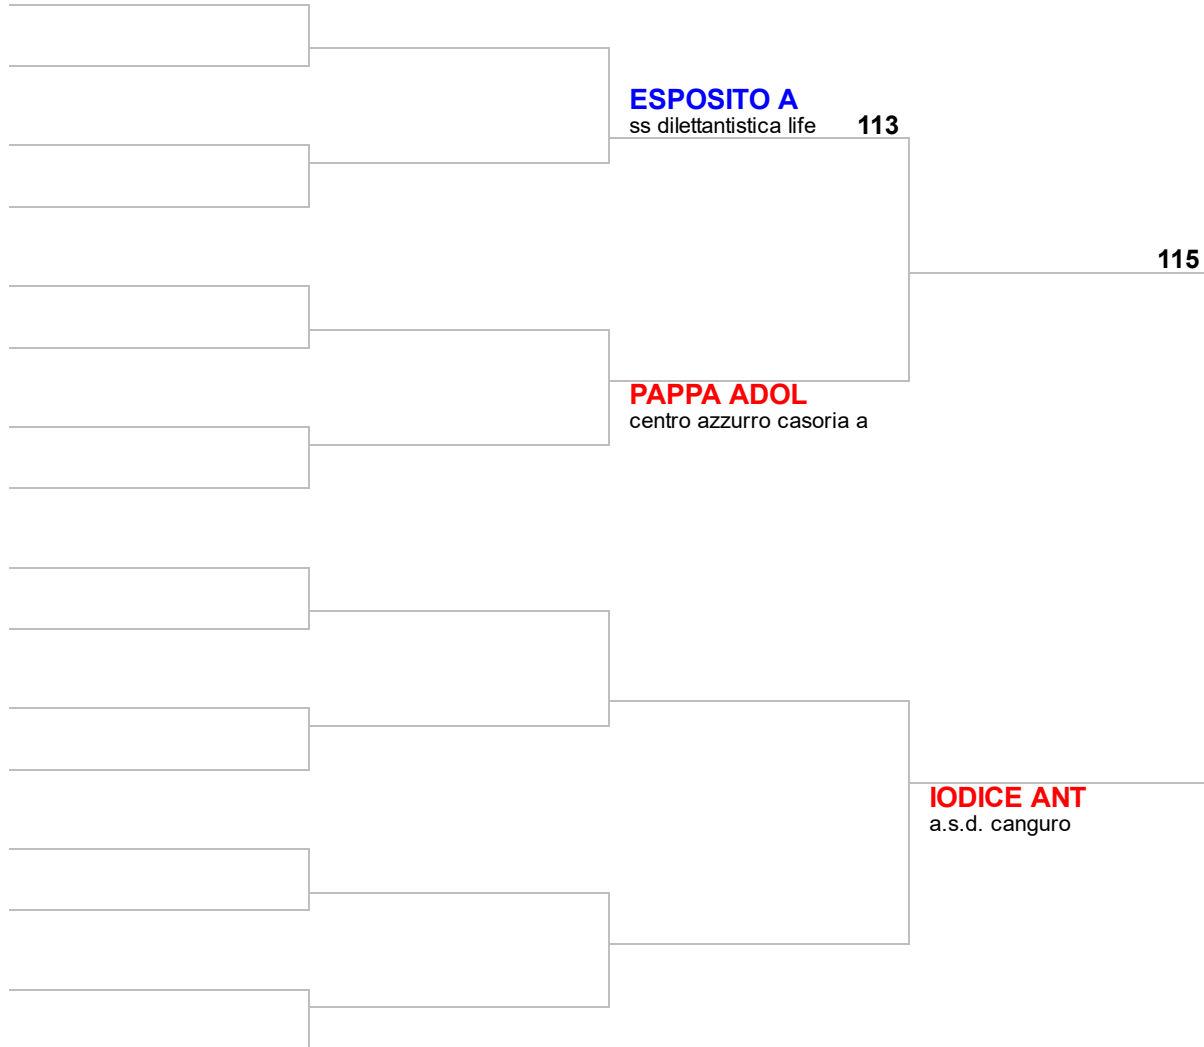 ESPOSITO A
ss dilettantistica life 113
115
PAPPA ADOL
centro azzurro casoria a
IODICE ANT
a.s.d. canguro